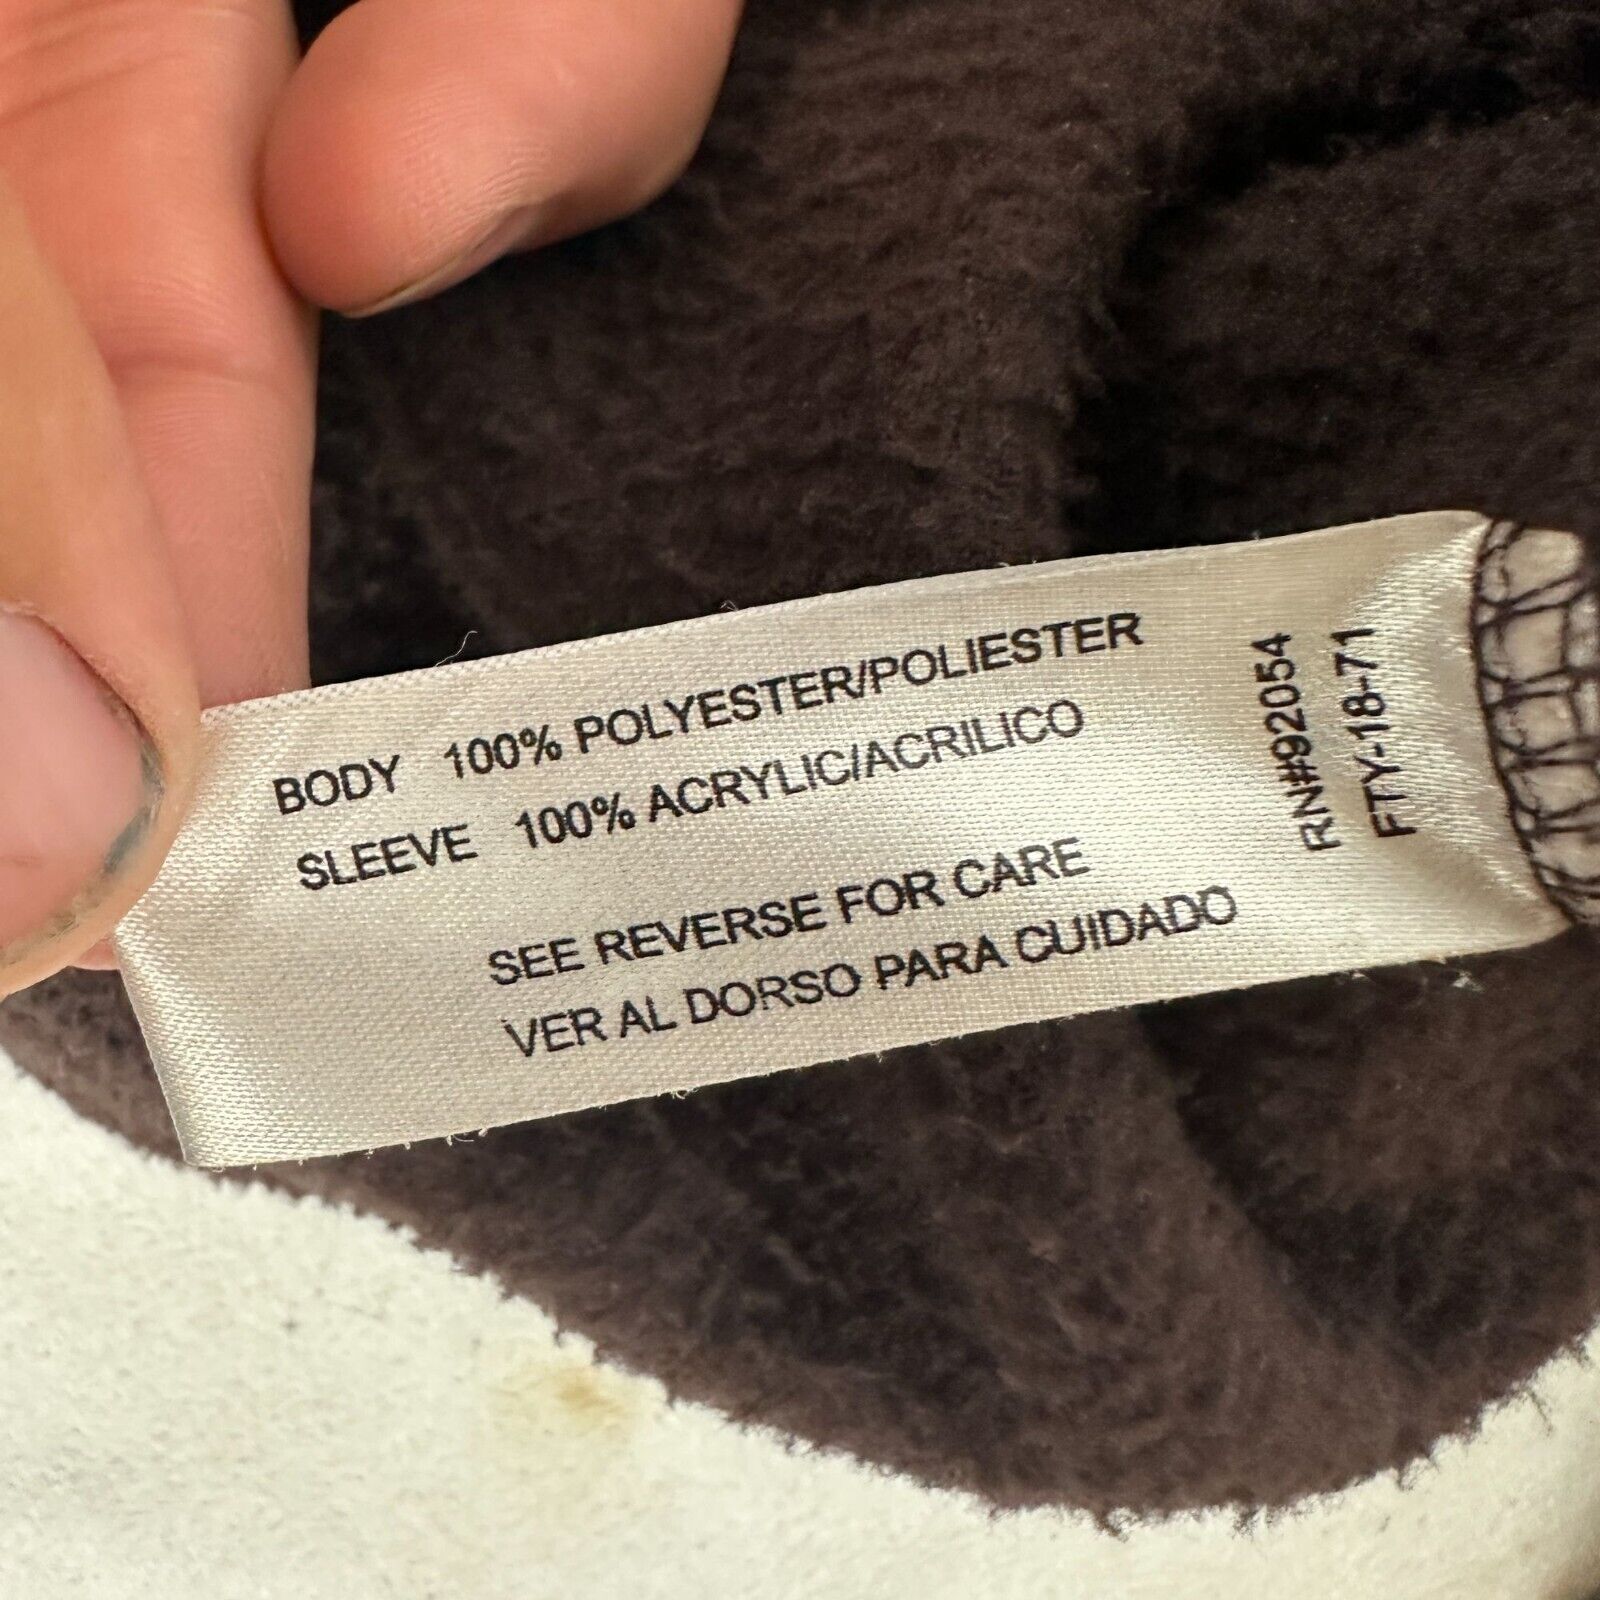 BODY 100% POLYESTER/POLIESTER
SLEEVE 100% ACRYLIC/ACRILICO
SEE REVERSE FOR CARE
VER AL DORSO PARA CUIDADO
RN#92054
FTY-18-71